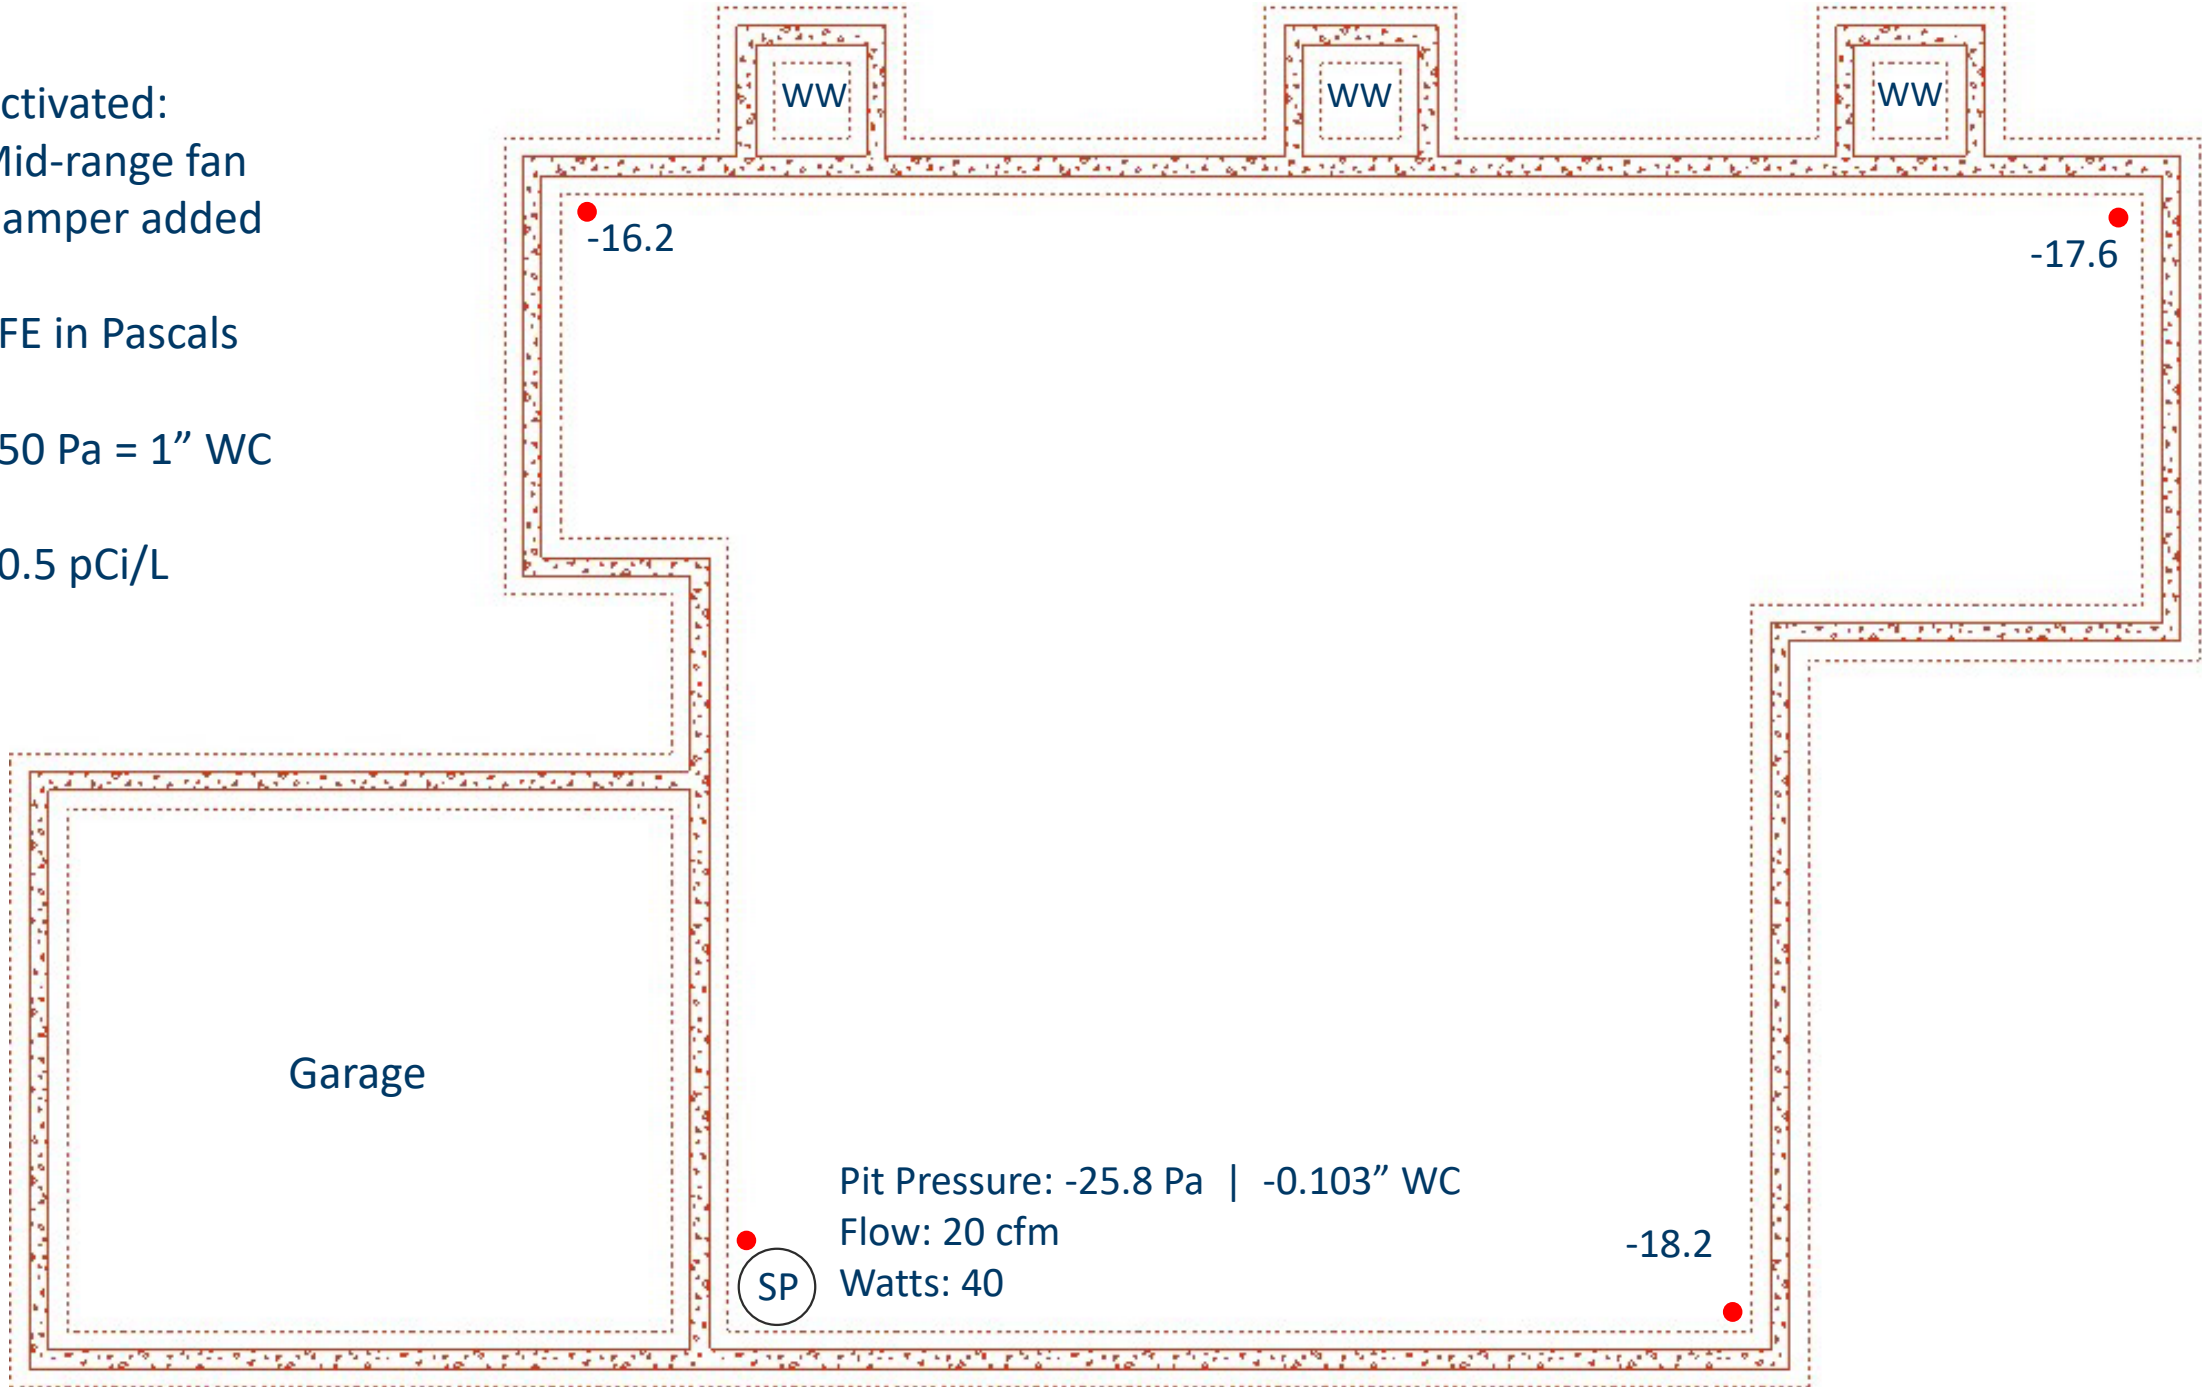 ctivated:
Mid-range fan
amper added
FE in Pascals
50 Pa = 1” WC
0.5 pCi/L
WW
WW
WW
-16.2
-17.6
Garage
Pit Pressure: -25.8 Pa | -0.103” WC
Flow: 20 cfm
Watts: 40
SP
-18.2